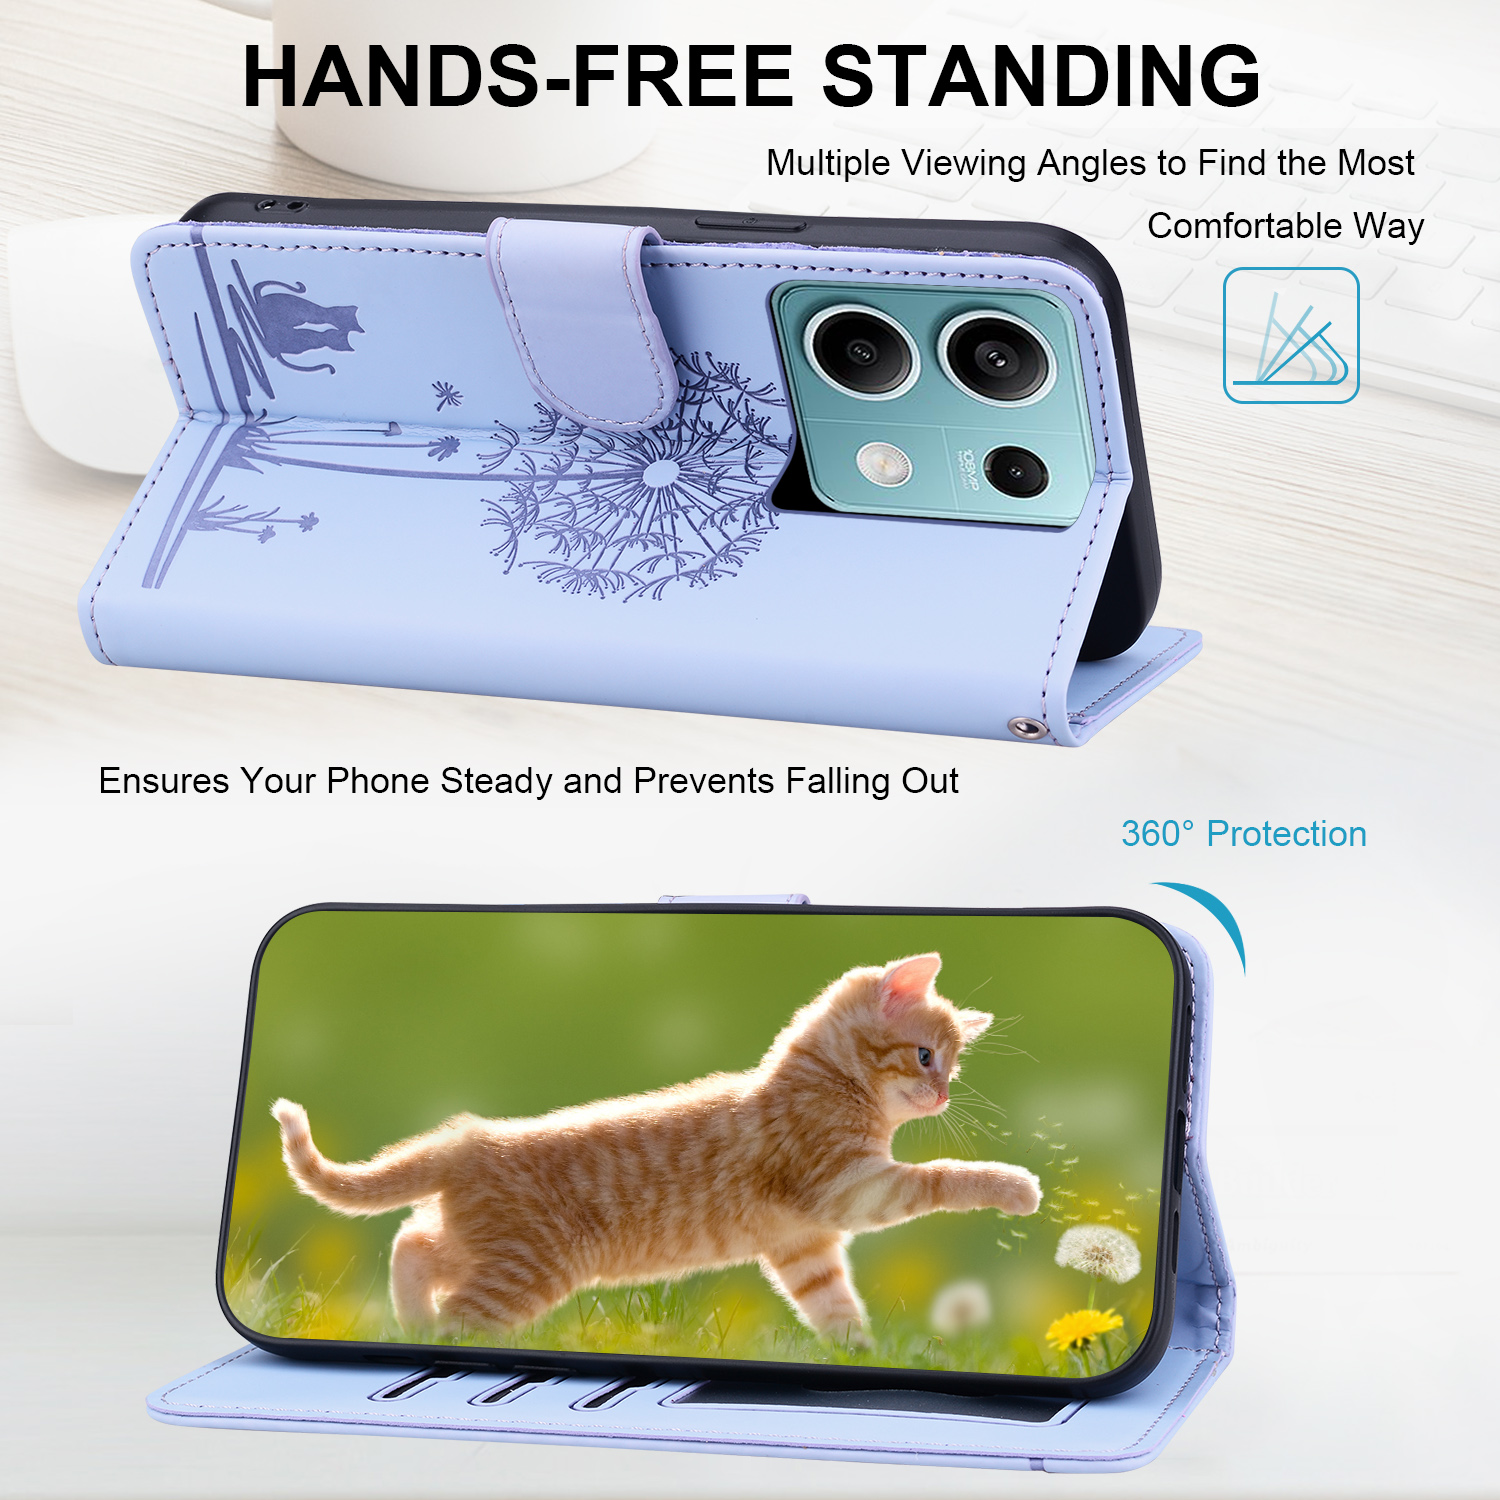 HANDS-FREE STANDING
Multiple Viewing Angles to Find the Most
Comfortable Way
108MP
Ensures Your Phone Steady and Prevents Falling Out
360° Protection